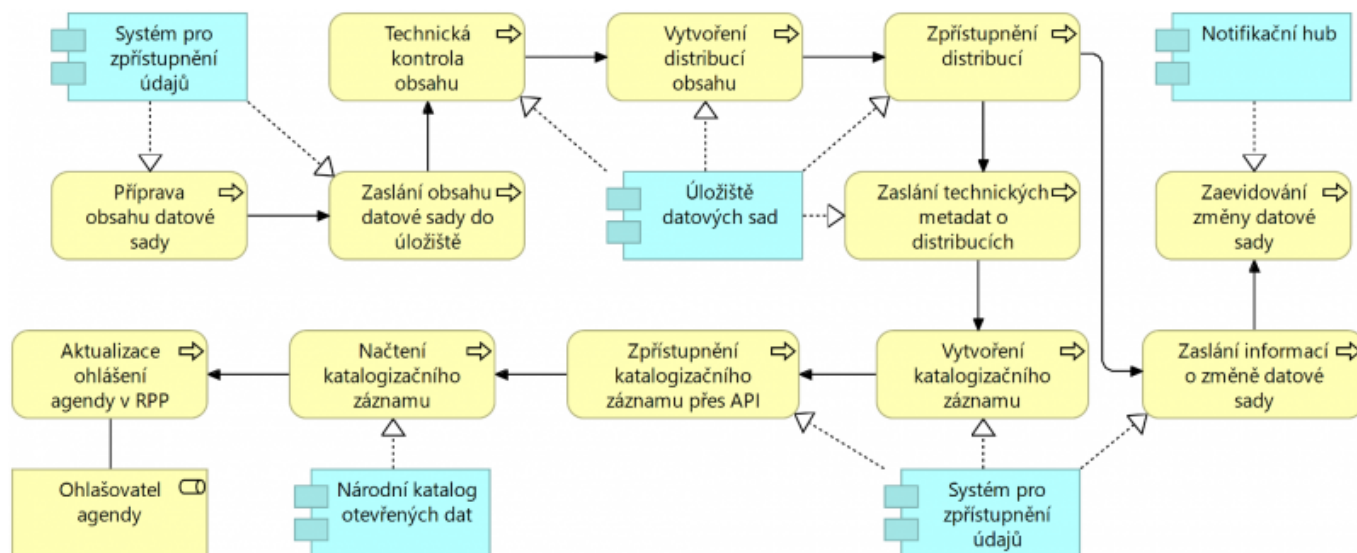 Systém pro
zpřístupnění
údajů
Technická
kontrola
obsahu
Vytvoření
distribucí
obsahu
Zpřístupnění
distribucí
Notifikační hub
Příprava
obsahu datové
sady
Zaslání obsahu
datové sady do
úložiště
Úložiště
datových sad
Zaslání technických
metadat o
distribucích
Zaevidování
změny datové
sady
Aktualizace
ohlášení
agendy v RPP
Načtení
katalogizačního
záznamu
Zpřístupnění
katalogizačního
záznamu přes API
Vytvoření
katalogizačního
záznamu
Zaslání informací
o změně datové
sady
Ohlašovatel
agendy
Národní katalog
otevřených dat
Systém pro
zpřístupnění
údajů